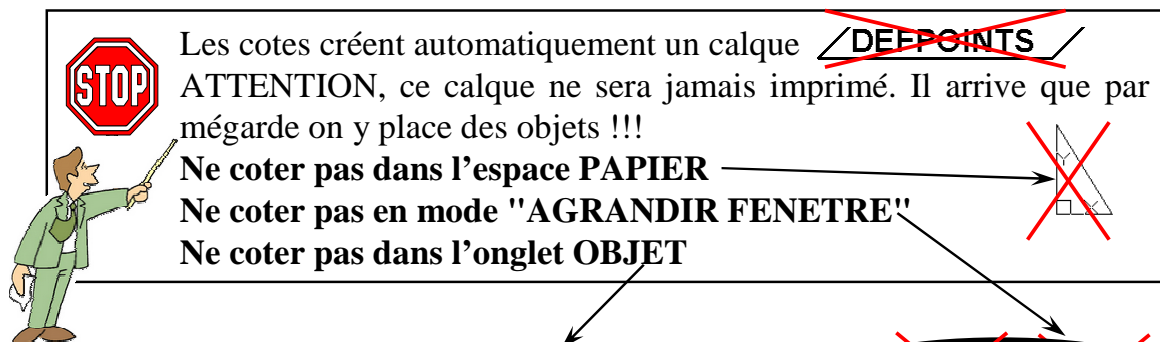 Les cotes créent automatiquement un calque DEFPOINTS
STOP
ATTENTION, ce calque ne sera jamais imprimé. Il arrive que par
mégarde on y place des objets !!!
Ne coter pas dans l'espace PAPIER
Y
Ne coter pas en mode "AGRANDIR FENETRE"
X
Ne coter pas dans l'onglet OBJET